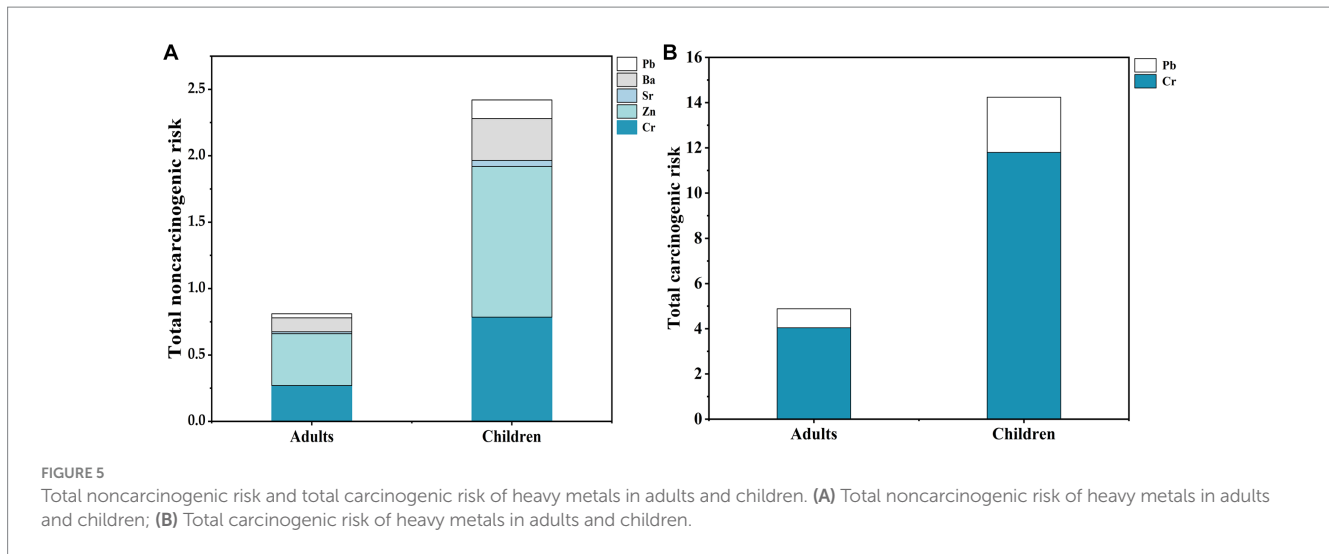 A
Total noncarcinogenic risk
2.5
2.0
1.5
1.0
0.5
0.0
Adults
Children
Pb
Ba
Sr
Zn
Cr
B
Total carcinogenic risk
16
14
12
10
8
6
4
2
0
Adults
Children
Pb
Cr
FIGURE 5
Total noncarcinogenic risk and total carcinogenic risk of heavy metals in adults and children. (A) Total noncarcinogenic risk of heavy metals in adults
and children; (B) Total carcinogenic risk of heavy metals in adults and children.